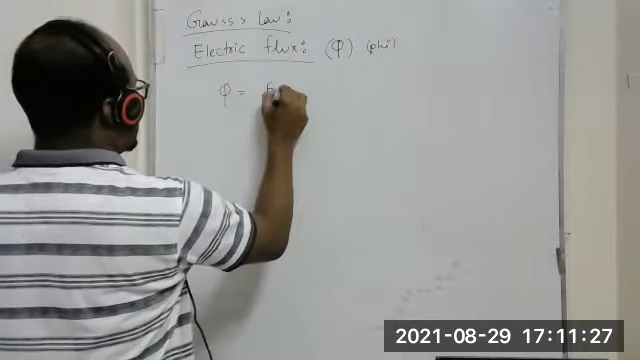 Gauss's Law:
Electric flux: (φ) (phi)
φ = E
2021-08-29 17:11:27